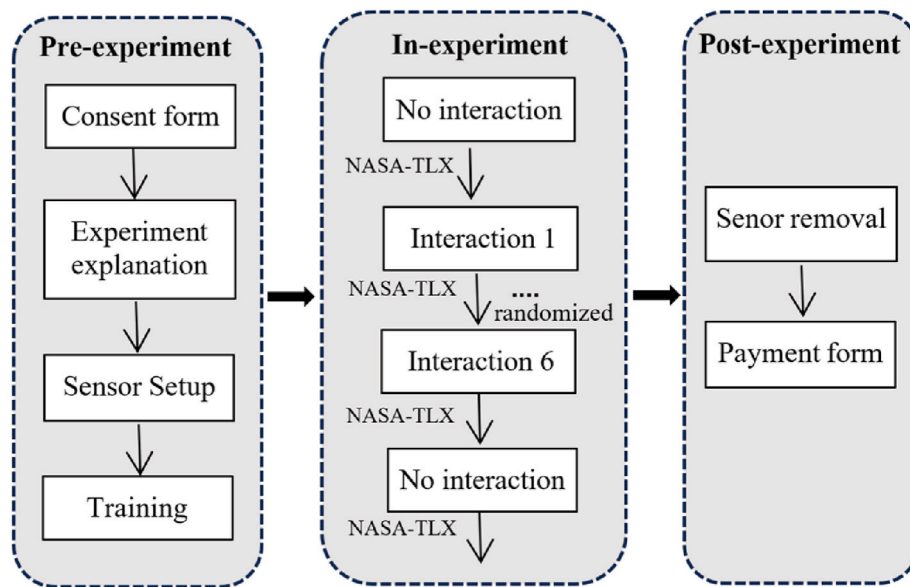 Pre-experiment
Consent form
Experiment
explanation
Sensor Setup
Training
In-experiment
No interaction
NASA-TLX
Interaction 1
NASA-TLX
....
randomized
Interaction 6
NASA-TLX
No interaction
NASA-TLX
Post-experiment
Senor removal
Payment form